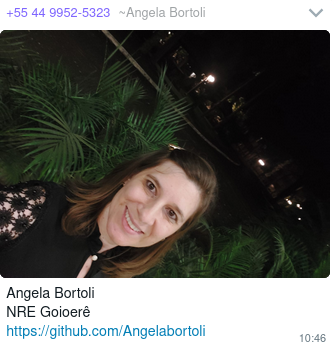 +55 44 9952-5323 ~Angela Bortoli
Angela Bortoli
NRE Goioerê
https://github.com/Angelabortoli
10:46